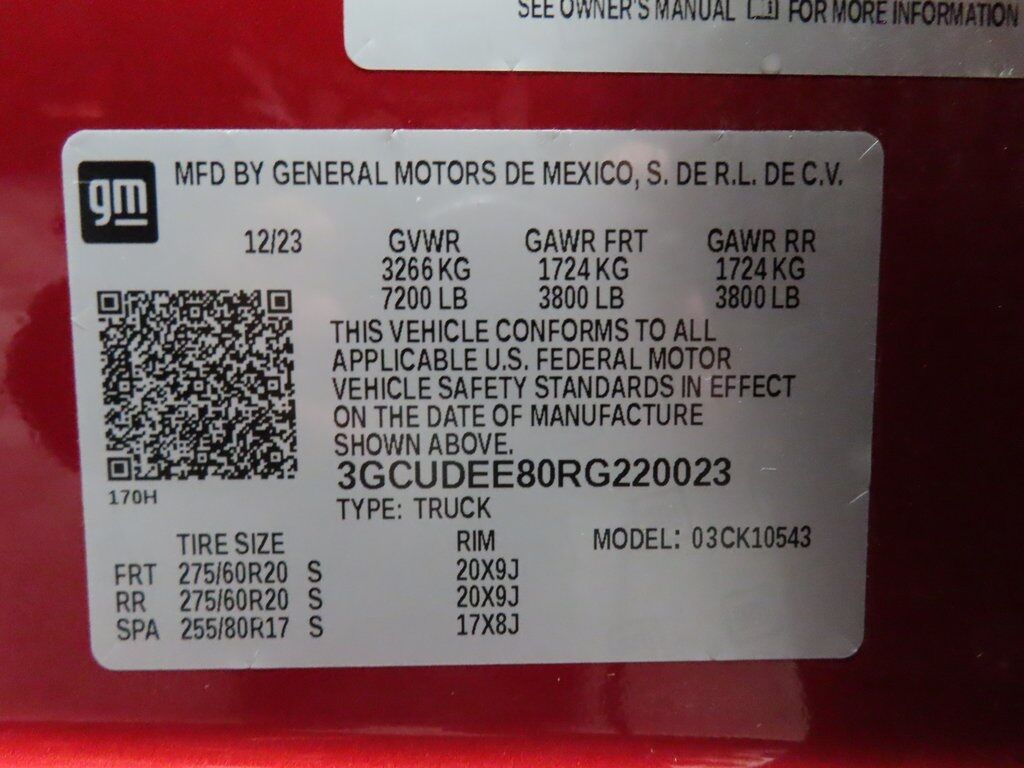 SEE OWNER'S MANUAL FOR MORE INFORMATION
gm
MFD BY GENERAL MOTORS DE MEXICO, S. DE R.L. DE C.V.
12/23 GVWR GAWR FRT GAWR RR
3266 KG 1724 KG 1724 KG
7200 LB 3800 LB 3800 LB
THIS VEHICLE CONFORMS TO ALL
APPLICABLE U.S. FEDERAL MOTOR
VEHICLE SAFETY STANDARDS IN EFFECT
ON THE DATE OF MANUFACTURE
SHOWN ABOVE.
3GCUDEE80RG220023
170H
TYPE: TRUCK
TIRE SIZE RIM MODEL: 03CK10543
FRT 275/60R20 S 20X9J
RR 275/60R20 S 20X9J
SPA 255/80R17 S 17X8J